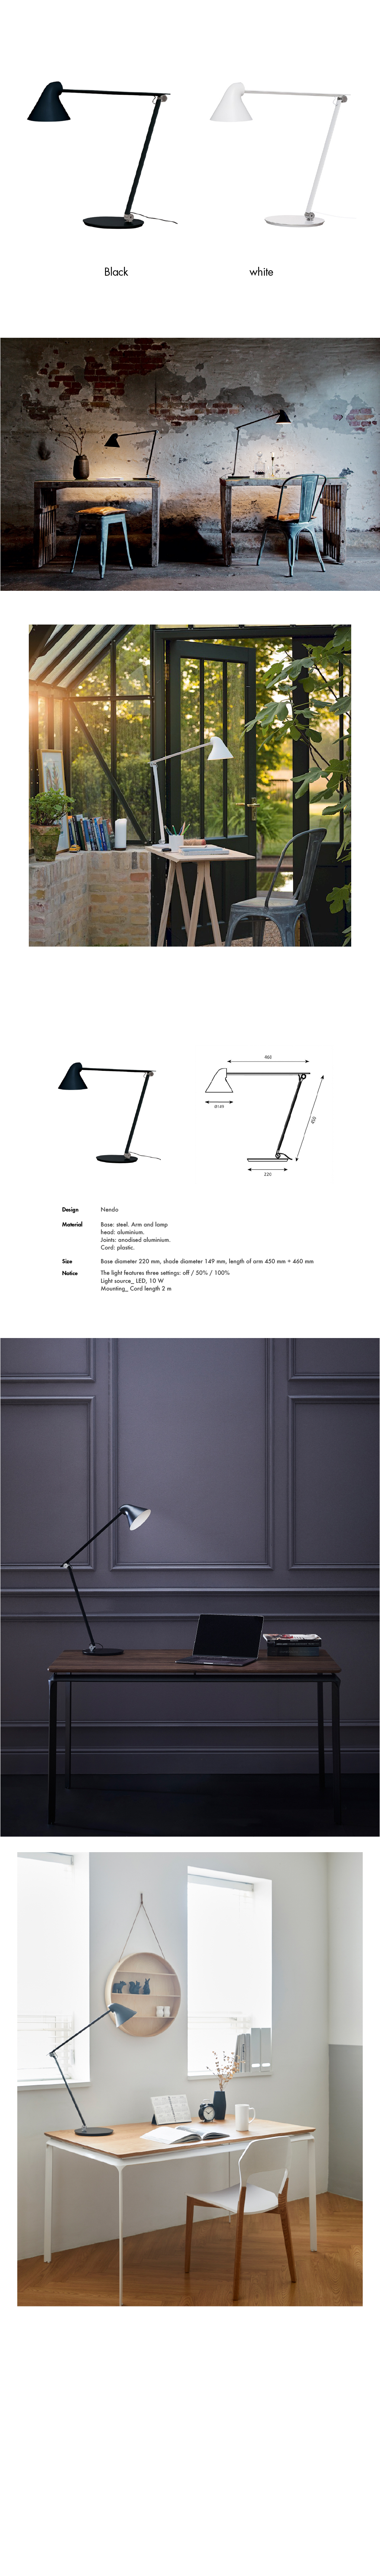 Black
white
460
Ø149
450
220
Design Nendo
Material Base: steel. Arm and lamp
head: aluminium.
Joints: anodised aluminium.
Cord: plastic.
Size Base diameter 220 mm, shade diameter 149 mm, length of arm 450 mm + 460 mm
Notice The light features three settings: off / 50% / 100%
Light source_ LED, 10 W
Mounting_ Cord length 2 m